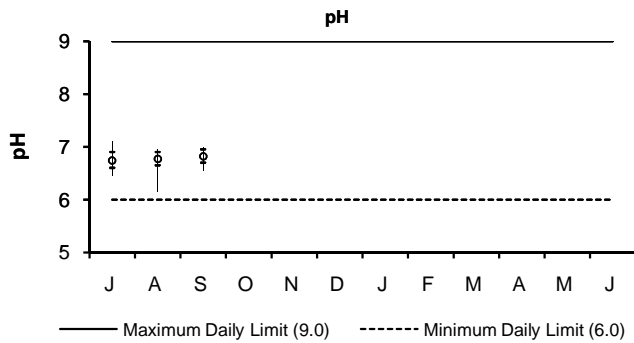 pH
9
8
7
6
5
pH
J A S O N D J F M A M J
Maximum Daily Limit (9.0) Minimum Daily Limit (6.0)